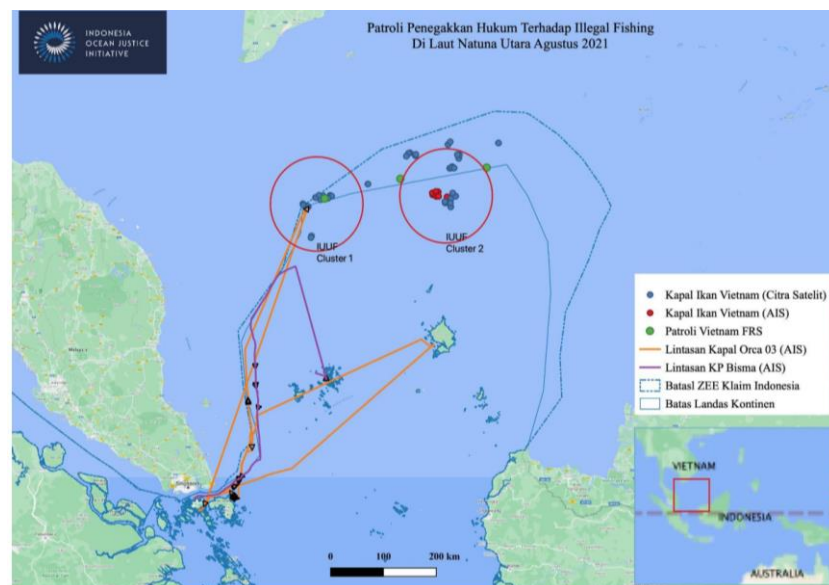 INDONESIA
OCEAN JUSTICE
INITIATIVE
Patroli Penegakkan Hukum Terhadap Illegal Fishing
Di Laut Natuna Utara Agustus 2021
IUUF
Cluster 1
IUUF
Cluster 2
Kapal Ikan Vietnam (Citra Satelit)
Kapal Ikan Vietnam (AIS)
Patroli Vietnam FRS
Lintasan Kapal Orca 03 (AIS)
Lintasan KP Bisma (AIS)
Batasl ZEE Klaim Indonesia
Batas Landas Kontinen
VIETNAM
INDONESIA
AUSTRALIA
0 100 200 km